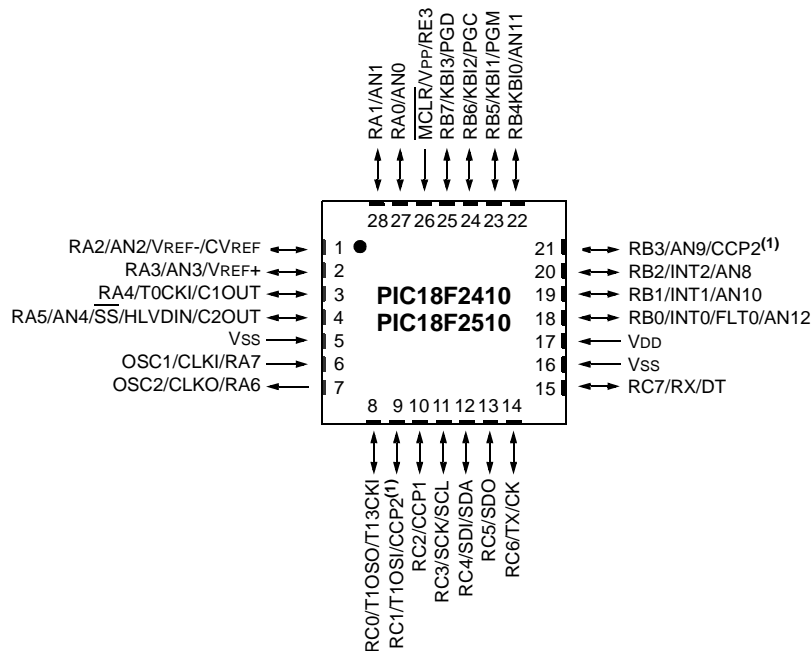 RA1/AN1
RA0/AN0
MCLR/VPP/RE3
RB7/KBI3/PGD
RB6/KBI2/PGC
RB5/KBI1/PGM
RB4KBI0/AN11
28 27 26 25 24 23 22
RA2/AN2/VREF-/CVREF 1
RA3/AN3/VREF+ 2
RA4/T0CKI/C1OUT 3
RA5/AN4/SS/HLVDIN/C2OUT 4
VSS 5
OSC1/CLKI/RA7 6
OSC2/CLKO/RA6 7
PIC18F2410
PIC18F2510
21 RB3/AN9/CCP2(1)
20 RB2/INT2/AN8
19 RB1/INT1/AN10
18 RB0/INT0/FLT0/AN12
17 VDD
16 VSS
15 RC7/RX/DT
8 9 10 11 12 13 14
RC0/T1OSO/T13CKI
RC1/T1OSI/CCP2(1)
RC2/CCP1
RC3/SCK/SCL
RC4/SDI/SDA
RC5/SDO
RC6/TX/CK